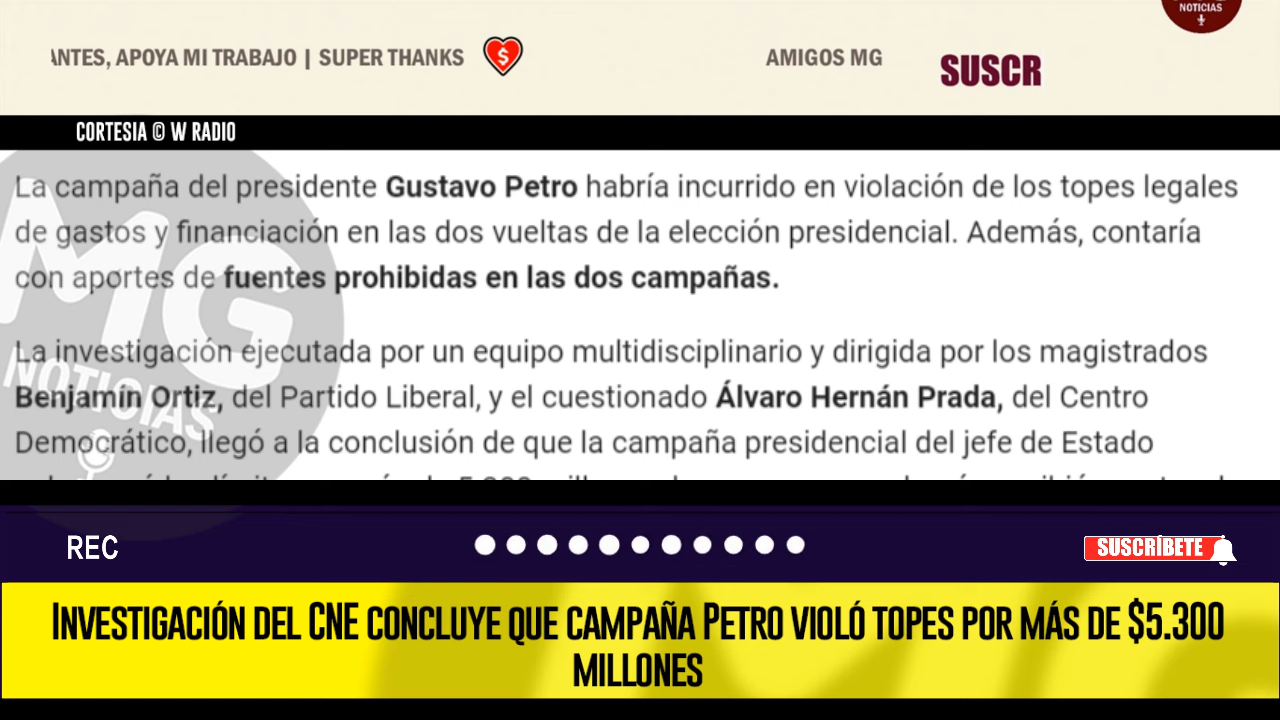 NOTICIAS
ANTES, APOYA MI TRABAJO | SUPER THANKS
$
AMIGOS MG
SUSCR
CORTESIA © W RADIO
La campaña del presidente Gustavo Petro habría incurrido en violación de los topes legales
de gastos y financiación en las dos vueltas de la elección presidencial. Además, contaría
con aportes de fuentes prohibidas en las dos campañas.
La investigación ejecutada por un equipo multidisciplinario y dirigida por los magistrados
Benjamín Ortiz, del Partido Liberal, y el cuestionado Álvaro Hernán Prada, del Centro
Democrático, llegó a la conclusión de que la campaña presidencial del jefe de Estado
MG
NOTICIAS
REC
SUSCRÍBETE
INVESTIGACIÓN DEL CNE CONCLUYE QUE CAMPAÑA PETRO VIOLÓ TOPES POR MÁS DE $5.300
MILLONES